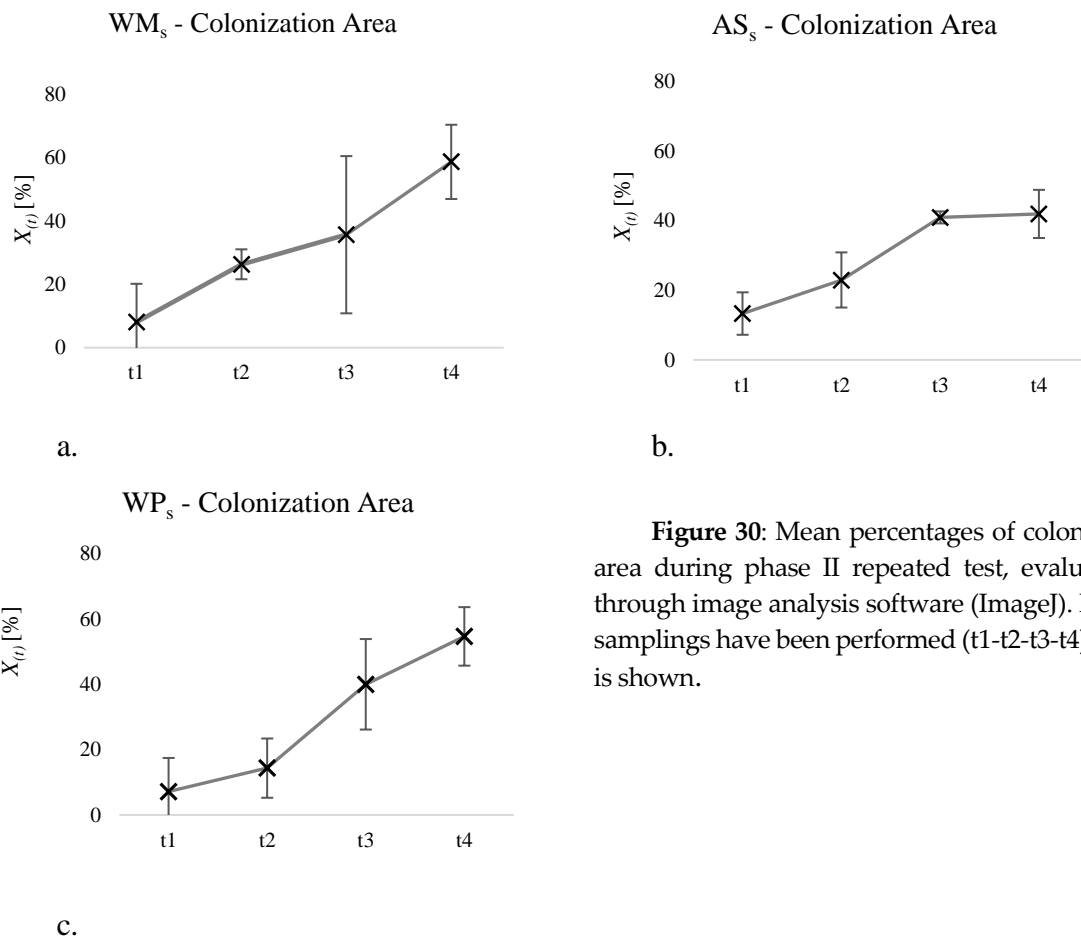 WMs - Colonization Area
80
60
40
20
0
X(t) [%]
t1 t2 t3 t4
a.
ASs - Colonization Area
80
60
40
20
0
X(t) [%]
t1 t2 t3 t4
b.
WPs - Colonization Area
80
60
40
20
0
X(t) [%]
t1 t2 t3 t4
c.
Figure 30: Mean percentages of colon
area during phase II repeated test, evalu
through image analysis software (ImageJ).
samplings have been performed (t1-t2-t3-t4)
is shown.